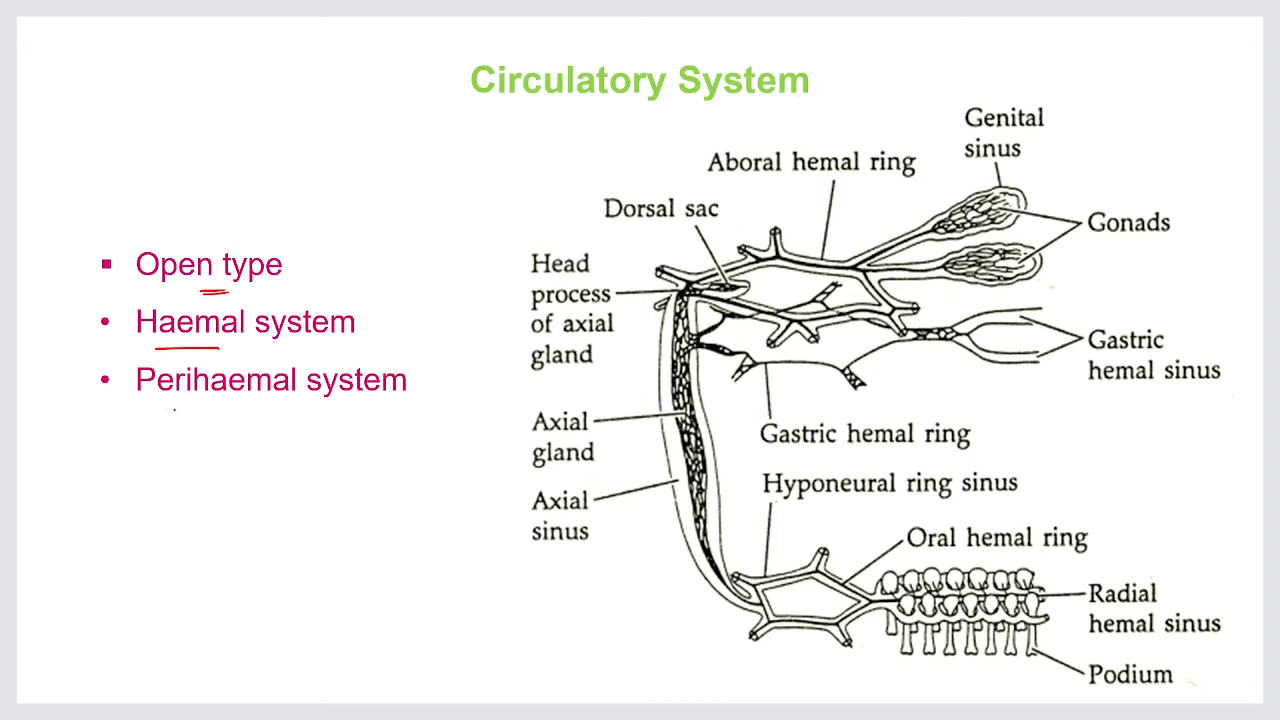 Circulatory System
▪ Open type
• Haemal system
• Perihaemal system
Genital
sinus
Aboral hemal ring
Dorsal sac
Gonads
Head
process
of axial
gland
Gastric
hemal sinus
Axial
gland
Gastric hemal ring
Axial
sinus
Hyponeural ring sinus
Oral hemal ring
Radial
hemal sinus
Podium